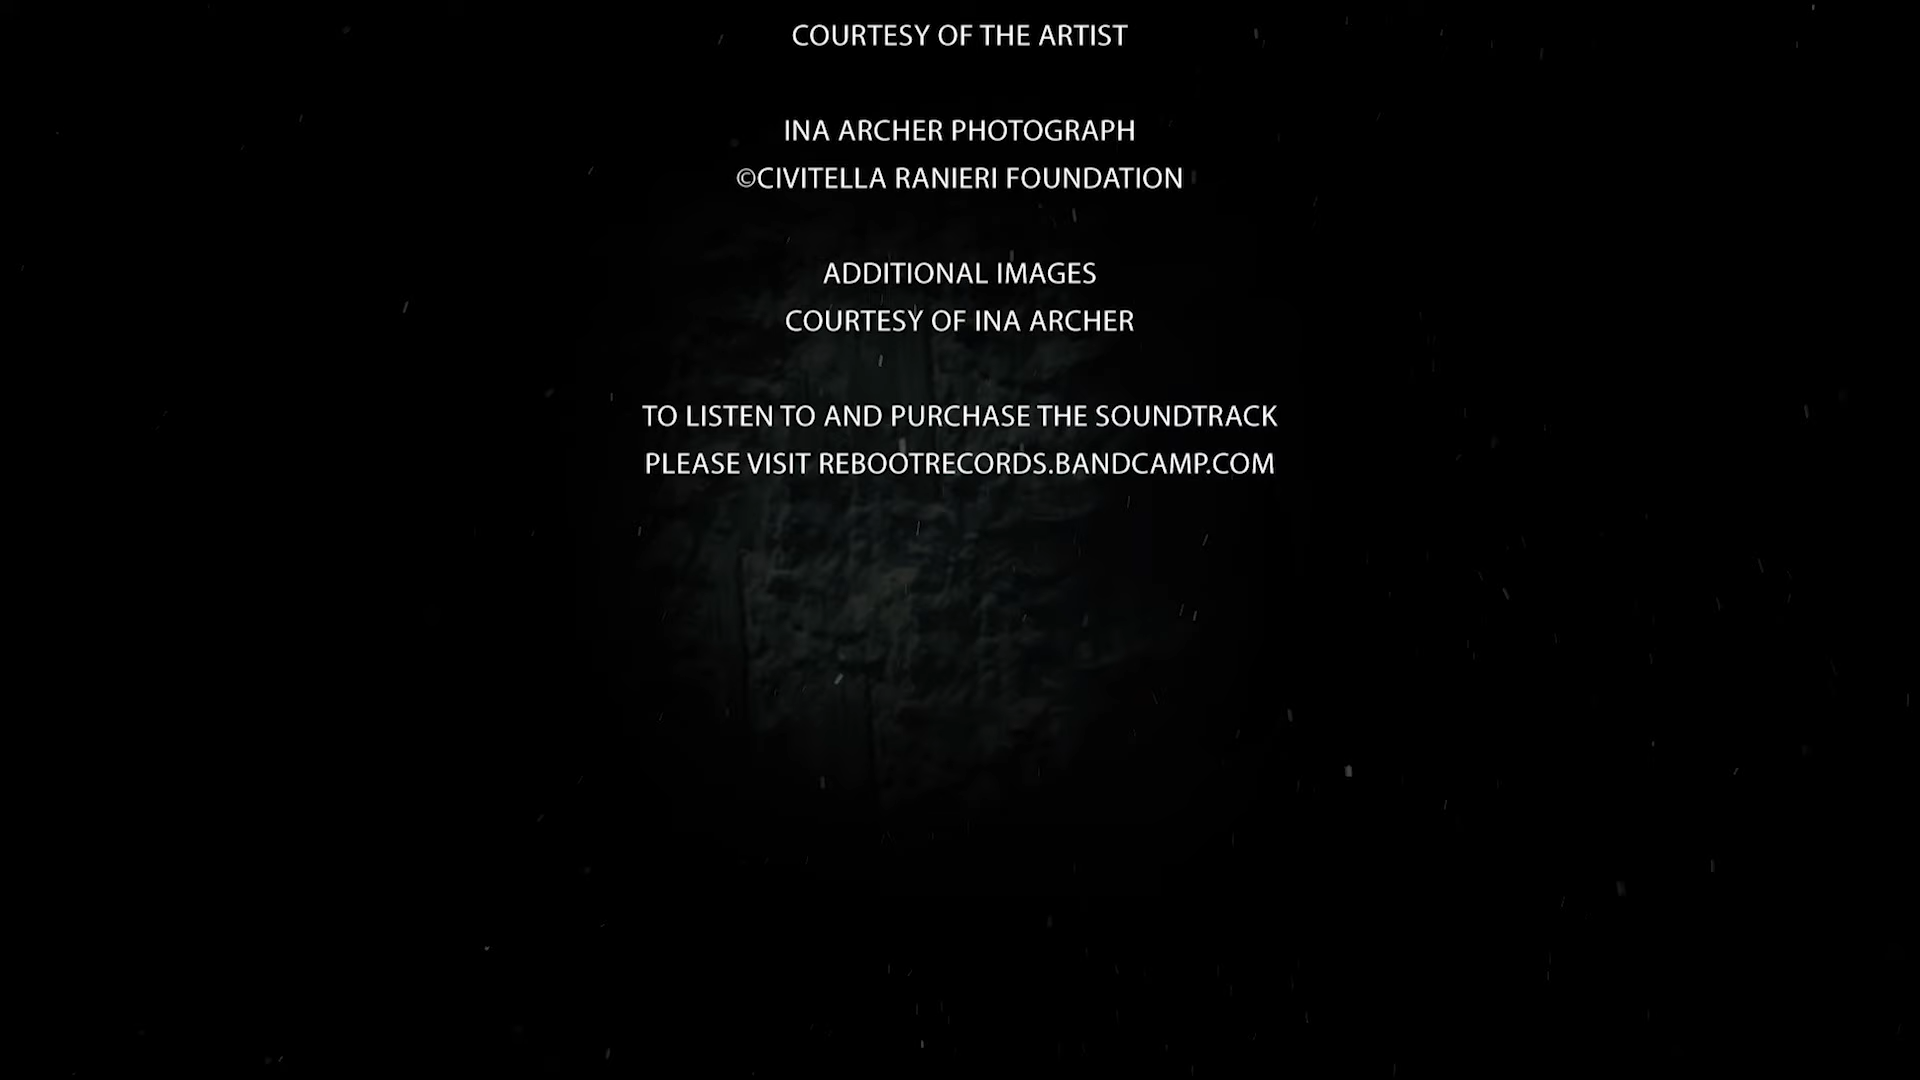 COURTESY OF THE ARTIST
INA ARCHER PHOTOGRAPH
©CIVITELLA RANIERI FOUNDATION
ADDITIONAL IMAGES
COURTESY OF INA ARCHER
TO LISTEN TO AND PURCHASE THE SOUNDTRACK
PLEASE VISIT REBOOTRECORDS.BANDCAMP.COM